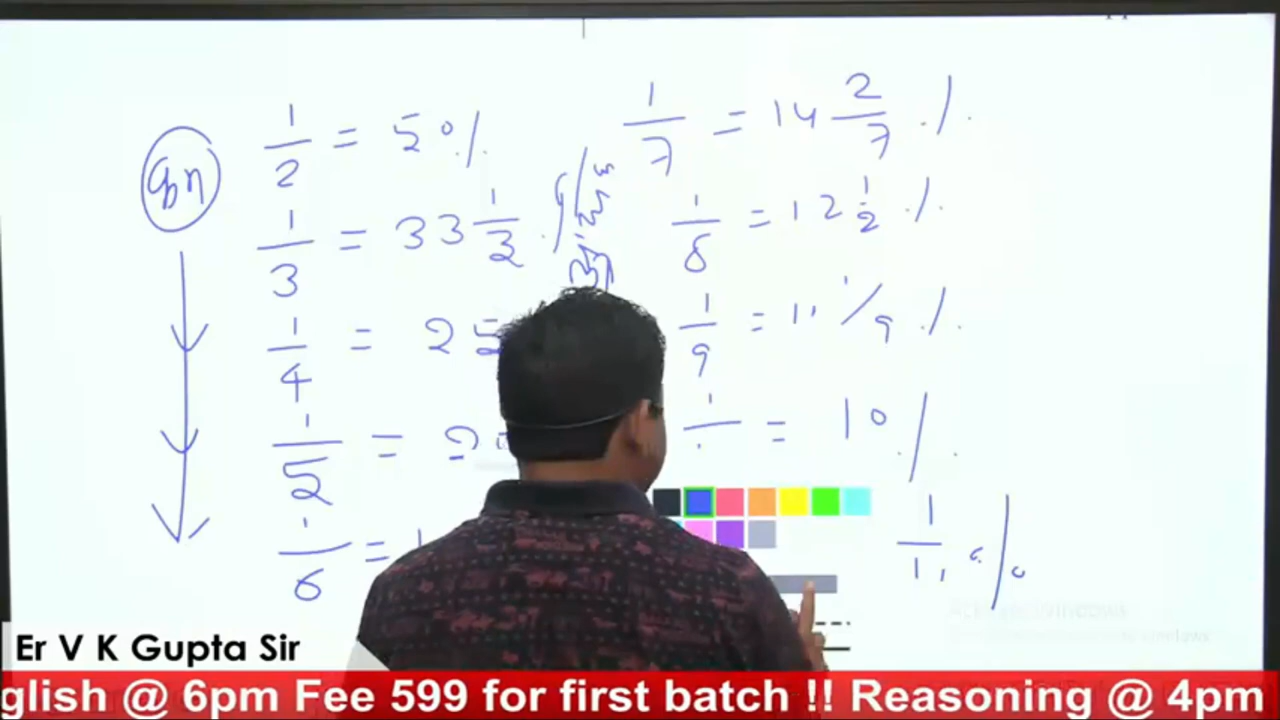 1/2 = 50%
1/3 = 33 1/3 %
1/4 = 25
1/5 = 20
1/6 = 1
1/7 = 14 2/7 %
1/8 = 12 1/2 %
1/9 = 11 1/9 %
= 10%
1/11 %
Er V K Gupta Sir
glish @ 6pm Fee 599 for first batch !! Reasoning @ 4pm